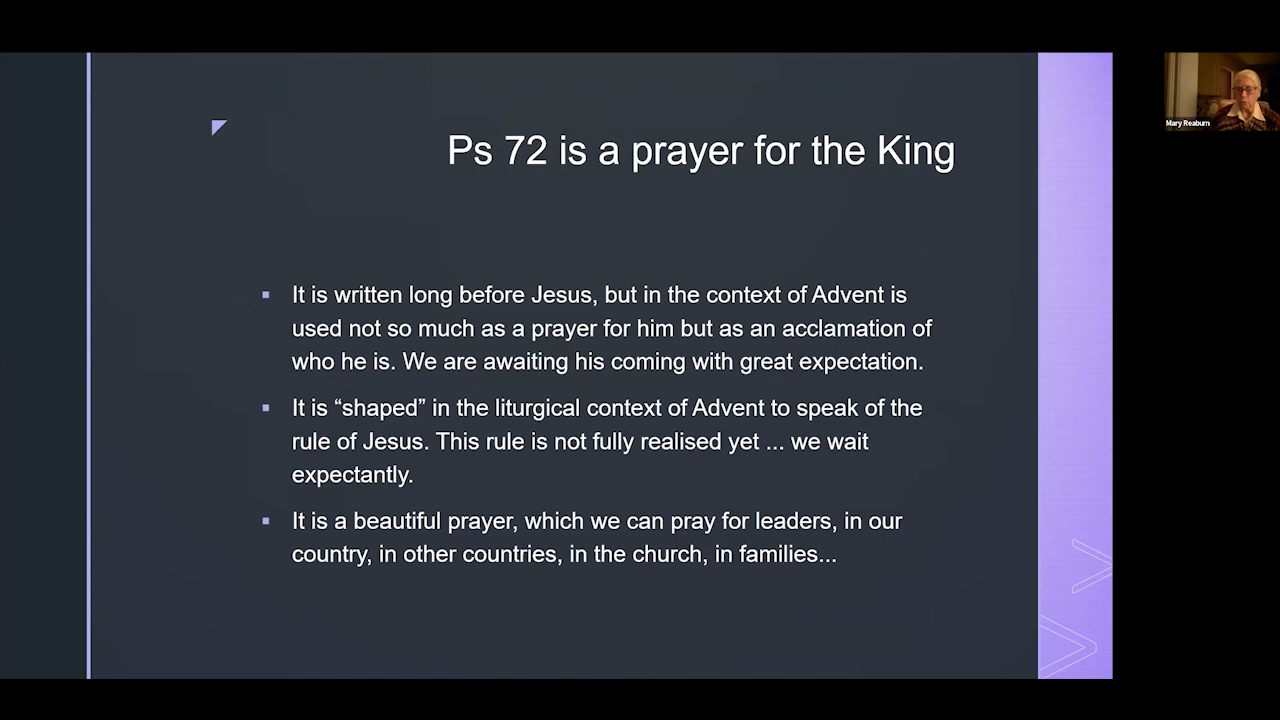 Ps 72 is a prayer for the King
Mary Reaburn
▪ It is written long before Jesus, but in the context of Advent is
used not so much as a prayer for him but as an acclamation of
who he is. We are awaiting his coming with great expectation.
▪ It is “shaped” in the liturgical context of Advent to speak of the
rule of Jesus. This rule is not fully realised yet ... we wait
expectantly.
▪ It is a beautiful prayer, which we can pray for leaders, in our
country, in other countries, in the church, in families...